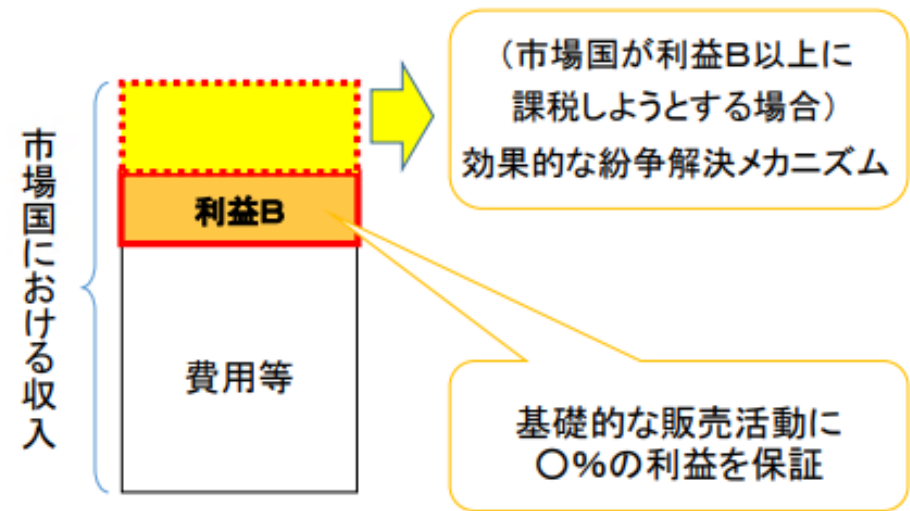 市場国における収入
（市場国が利益Ｂ以上に
課税しようとする場合）
効果的な紛争解決メカニズム
利益Ｂ
費用等
基礎的な販売活動に
〇％の利益を保証